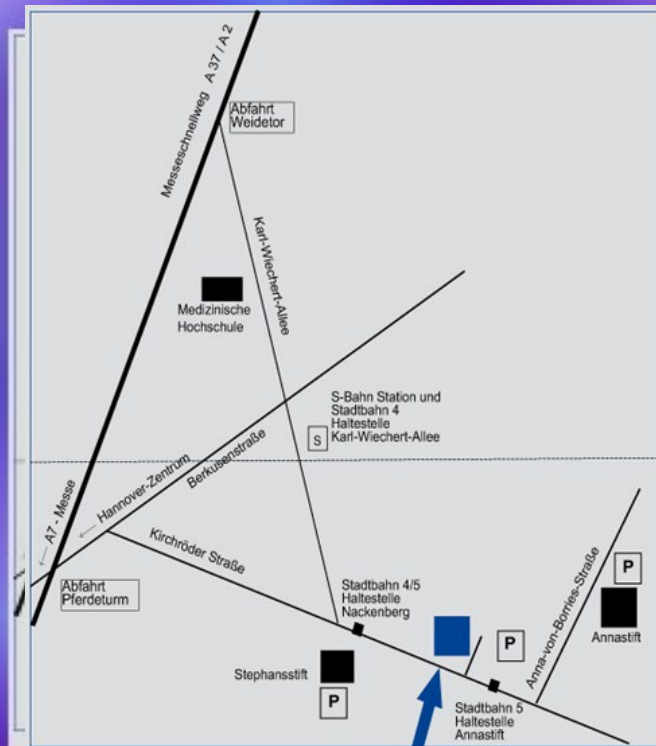 Messeschnellweg A 37 / A 2
Abfahrt
Weidetor
Karl-Wiechert-Allee
Medizinische
Hochschule
S-Bahn Station und
Stadtbahn 4
Haltestelle
Karl-Wiechert-Allee
S
Berkusenstraße
Hannover-Zentrum
A7 - Messe
Kirchröder Straße
Abfahrt
Pferdeturm
Stadtbahn 4/5
Haltestelle
Nackenberg
Anna-von-Borries-Straße
P
Annastift
P
Stephansstift
P
Stadtbahn 5
Haltestelle
Annastift